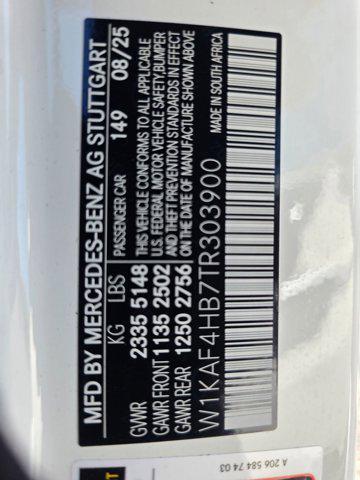 MFD BY MERCEDES-BENZ AG STUTTGART
KG LBS PASSENGER CAR 149 08/25
GVWR 2335 5148
GAWR FRONT 1135 2502
GAWR REAR 1250 2756
THIS VEHICLE CONFORMS TO ALL APPLICABLE
U.S. FEDERAL MOTOR VEHICLE SAFETY, BUMPER
AND THEFT PREVENTION STANDARDS IN EFFECT
ON THE DATE OF MANUFACTURE SHOWN ABOVE
W1KAF4HB7TR303900
MADE IN SOUTH AFRICA
A 206 584 74 03